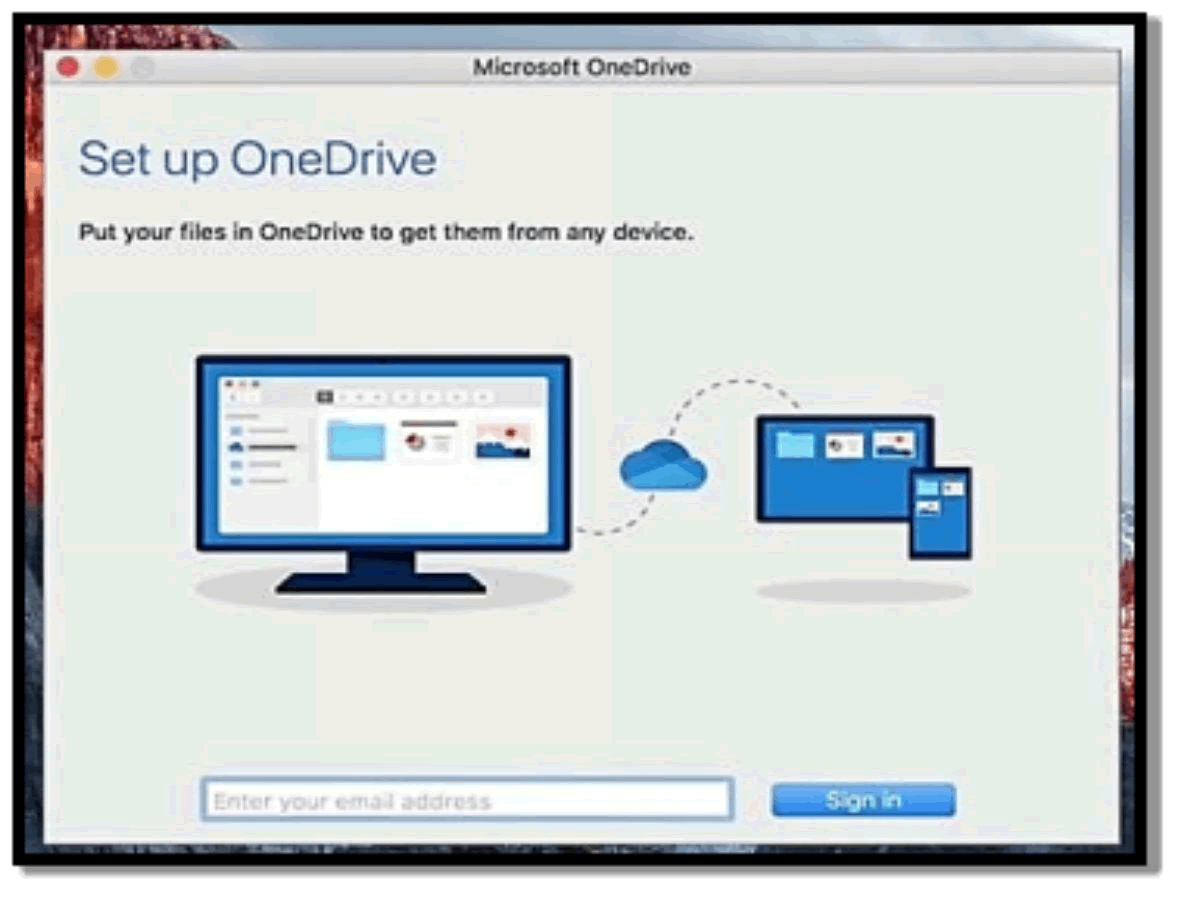 Microsoft OneDrive
Set up OneDrive
Put your files in OneDrive to get them from any device.
Enter your email address
Sign in